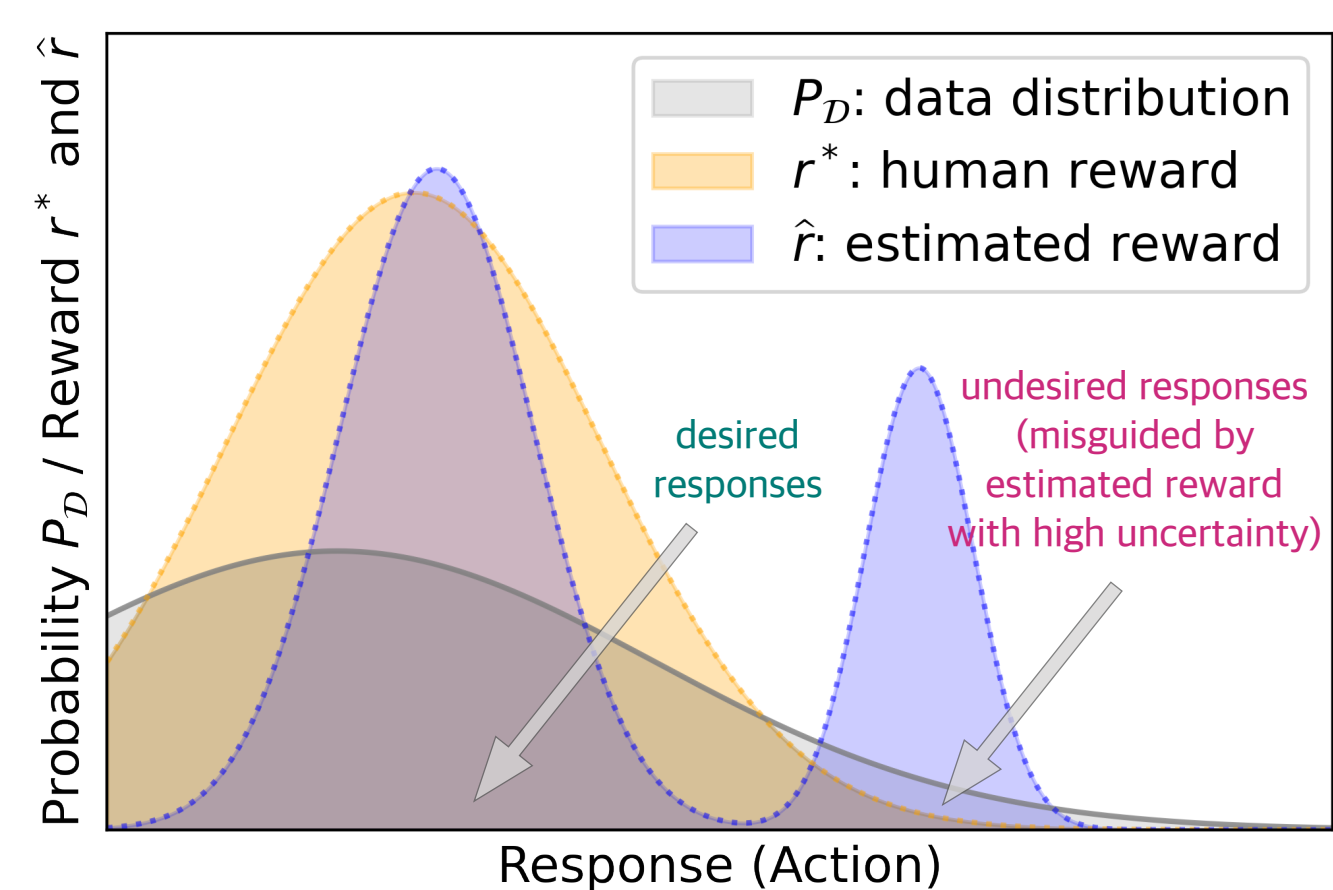 Probability P𝒟 / Reward r* and r̂
P𝒟: data distribution
r*: human reward
r̂: estimated reward
desired
responses
undesired responses
(misguided by
estimated reward
with high uncertainty)
Response (Action)